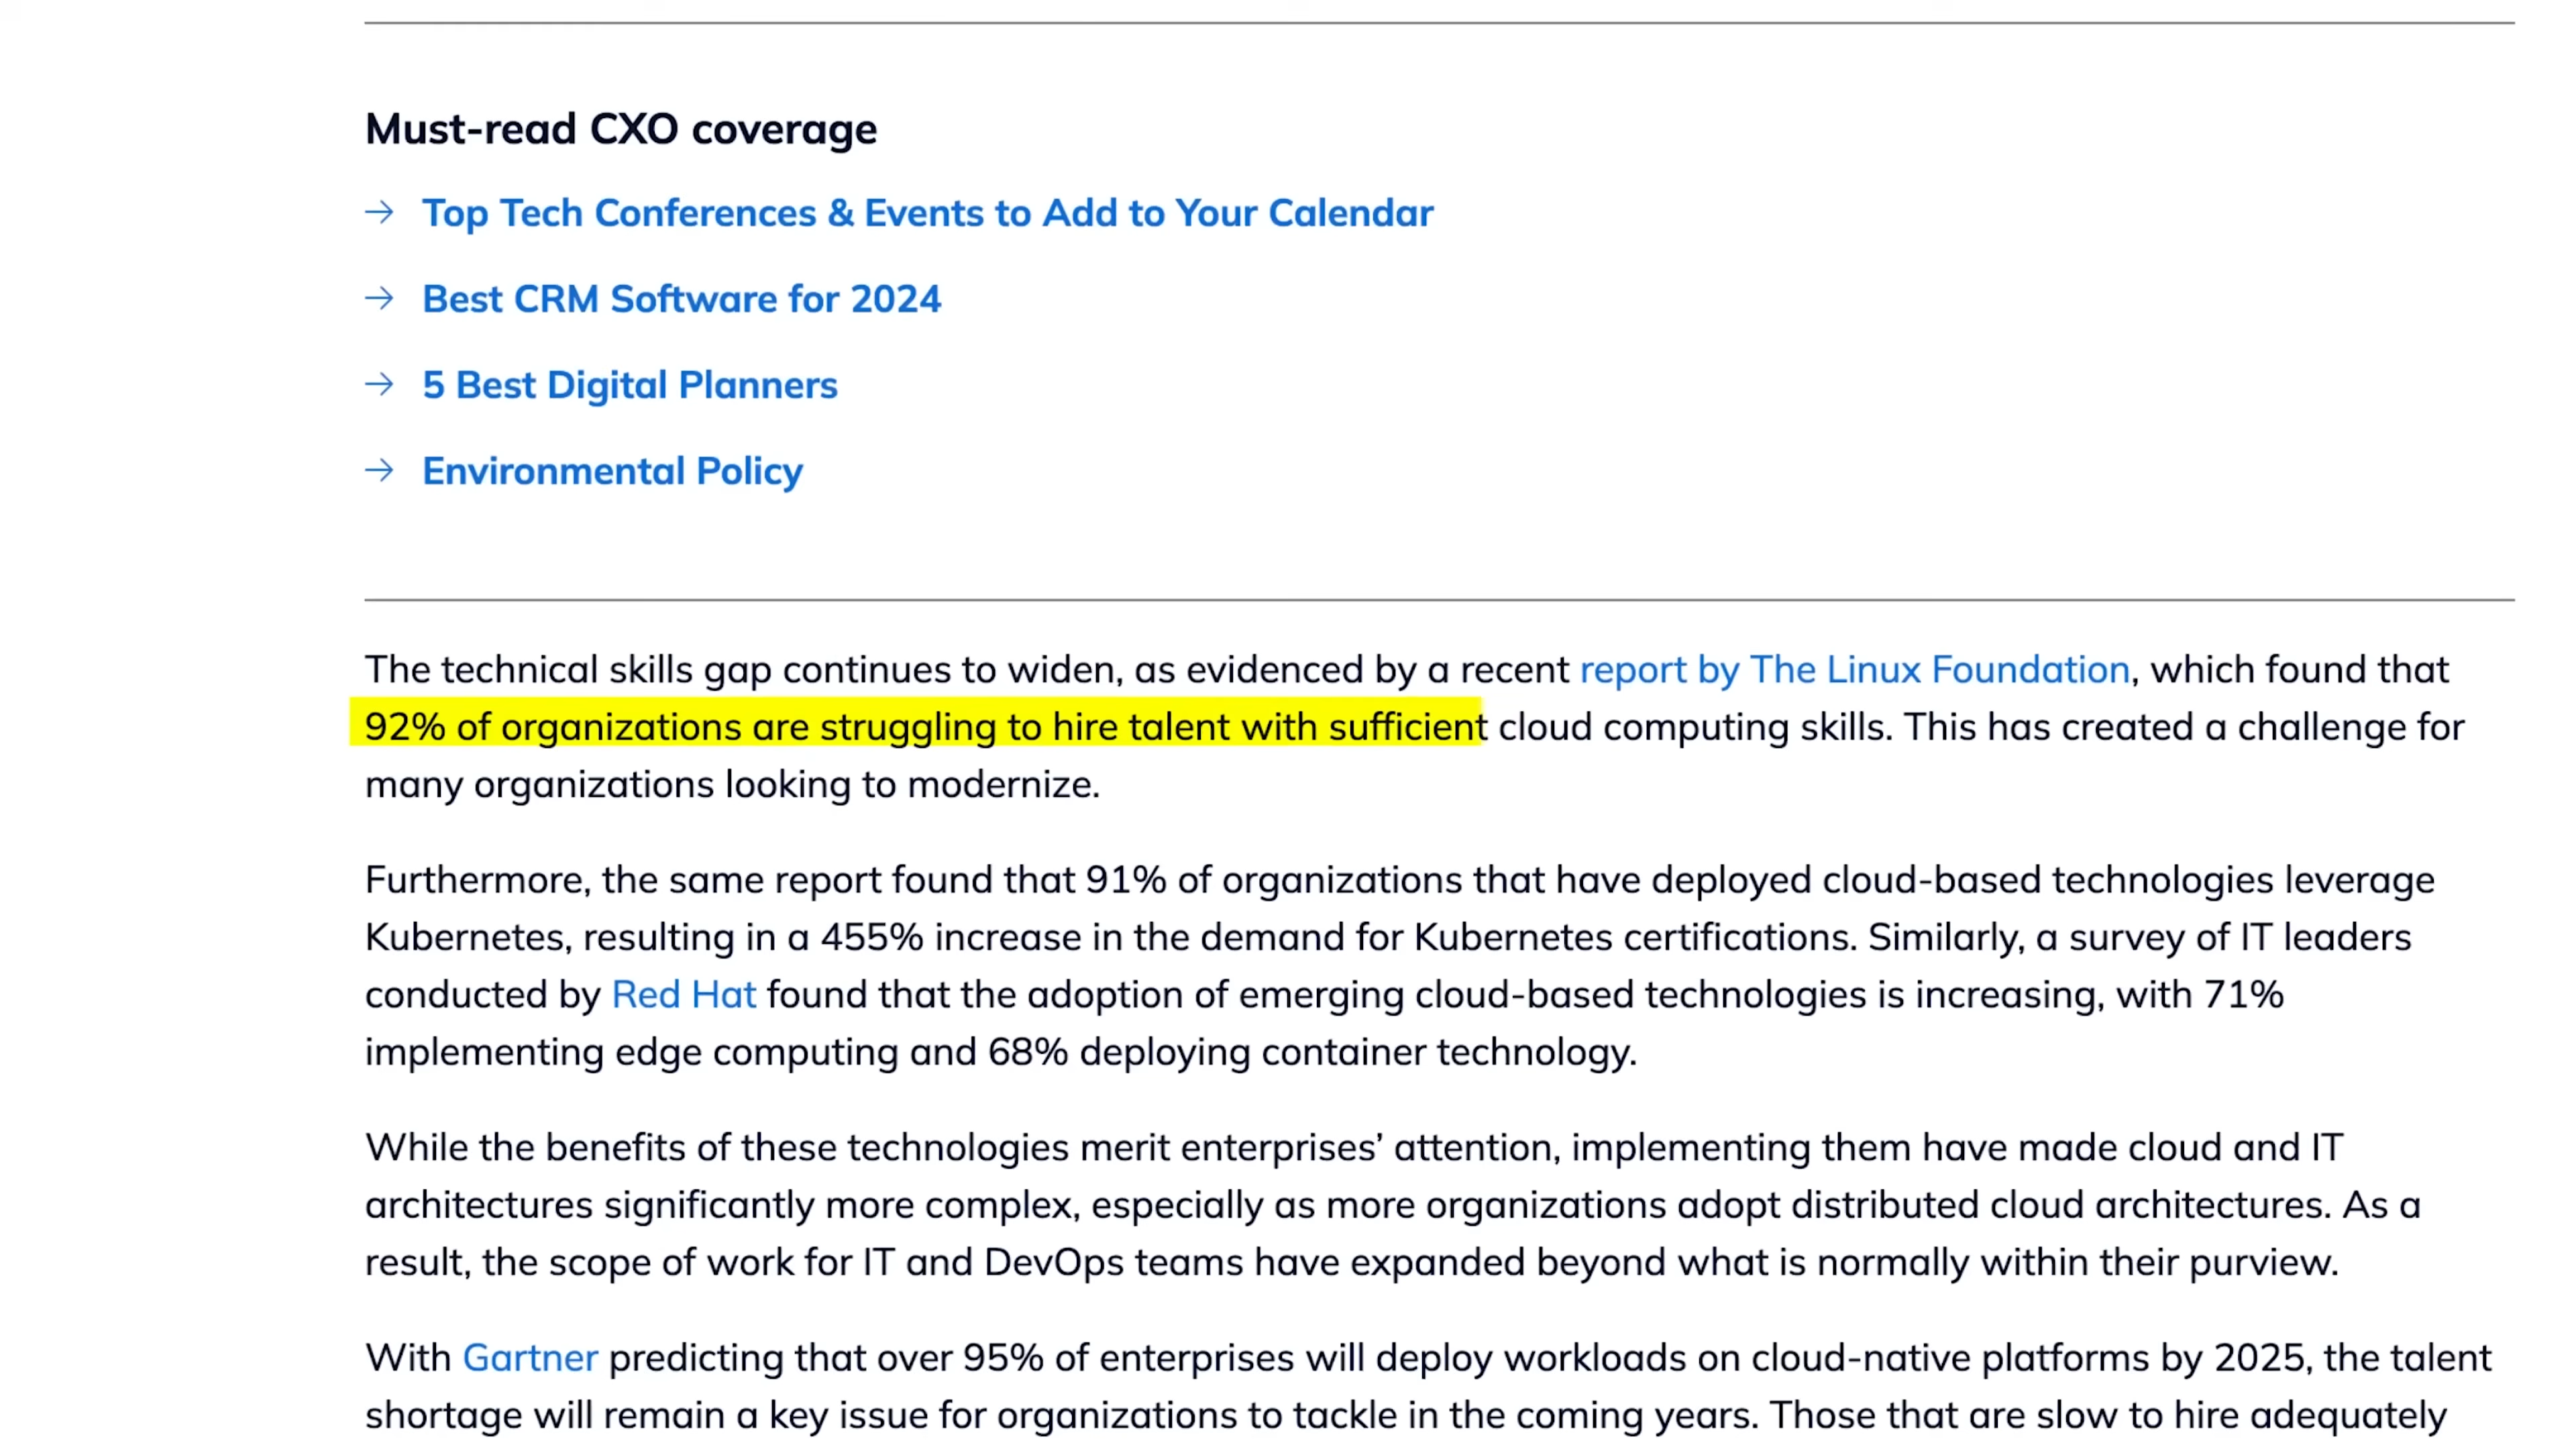 Must-read CXO coverage
→ Top Tech Conferences & Events to Add to Your Calendar
→ Best CRM Software for 2024
→ 5 Best Digital Planners
→ Environmental Policy
The technical skills gap continues to widen, as evidenced by a recent report by The Linux Foundation, which found that
92% of organizations are struggling to hire talent with sufficient cloud computing skills. This has created a challenge for
many organizations looking to modernize.
Furthermore, the same report found that 91% of organizations that have deployed cloud-based technologies leverage
Kubernetes, resulting in a 455% increase in the demand for Kubernetes certifications. Similarly, a survey of IT leaders
conducted by Red Hat found that the adoption of emerging cloud-based technologies is increasing, with 71%
implementing edge computing and 68% deploying container technology.
While the benefits of these technologies merit enterprises’ attention, implementing them have made cloud and IT
architectures significantly more complex, especially as more organizations adopt distributed cloud architectures. As a
result, the scope of work for IT and DevOps teams have expanded beyond what is normally within their purview.
With Gartner predicting that over 95% of enterprises will deploy workloads on cloud-native platforms by 2025, the talent
shortage will remain a key issue for organizations to tackle in the coming years. Those that are slow to hire adequately